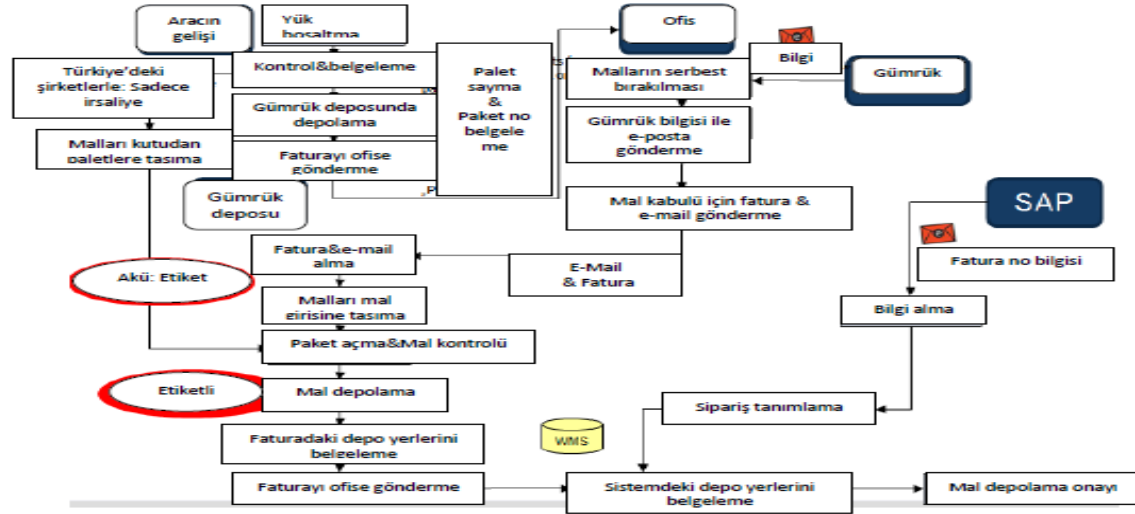 Aracın
gelişi
Yük
boşaltma
Ofis
Bilgi
Gümrük
Türkiye'deki
şirketlerle: Sadece
irsaliye
Kontrol&belgeleme
Palet
sayma
&
Paket no
belgele
me
Malların serbest
bırakılması
Gümrük deposunda
depolama
Gümrük bilgisi ile
e-posta
gönderme
Malları kutudan
paletlere taşıma
Faturayı ofise
gönderme
Gümrük
deposu
Mal kabulü için fatura &
e-mail gönderme
SAP
Fatura&e-mail
alma
E-Mail
& Fatura
Fatura no bilgisi
Akü: Etiket
Malları mal
girişine taşıma
Bilgi alma
Paket açma&Mal kontrolü
Etiketli
Mal depolama
Sipariş tanımlama
Faturadaki depo yerlerini
belgeleme
WMS
Faturayı ofise gönderme
Sistemdeki depo yerlerini
belgeleme
Mal depolama onayı